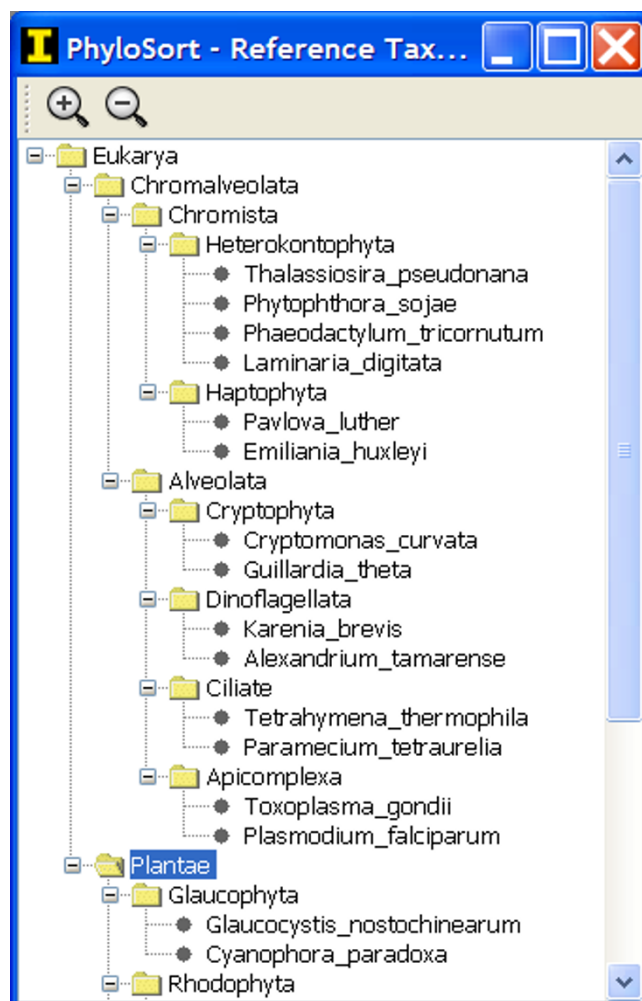 I PhyloSort - Reference Tax...
Eukarya
Chromalveolata
Chromista
Heterokontophyta
Thalassiosira_pseudonana
Phytophthora_sojae
Phaeodactylum_tricornutum
Laminaria_digitata
Haptophyta
Pavlova_luther
Emiliania_huxleyi
Alveolata
Cryptophyta
Cryptomonas_curvata
Guillardia_theta
Dinoflagellata
Karenia_brevis
Alexandrium_tamarense
Ciliate
Tetrahymena_thermophila
Paramecium_tetraurelia
Apicomplexa
Toxoplasma_gondii
Plasmodium_falciparum
Plantae
Glaucophyta
Glaucocystis_nostochinearum
Cyanophora_paradoxa
Rhodophyta